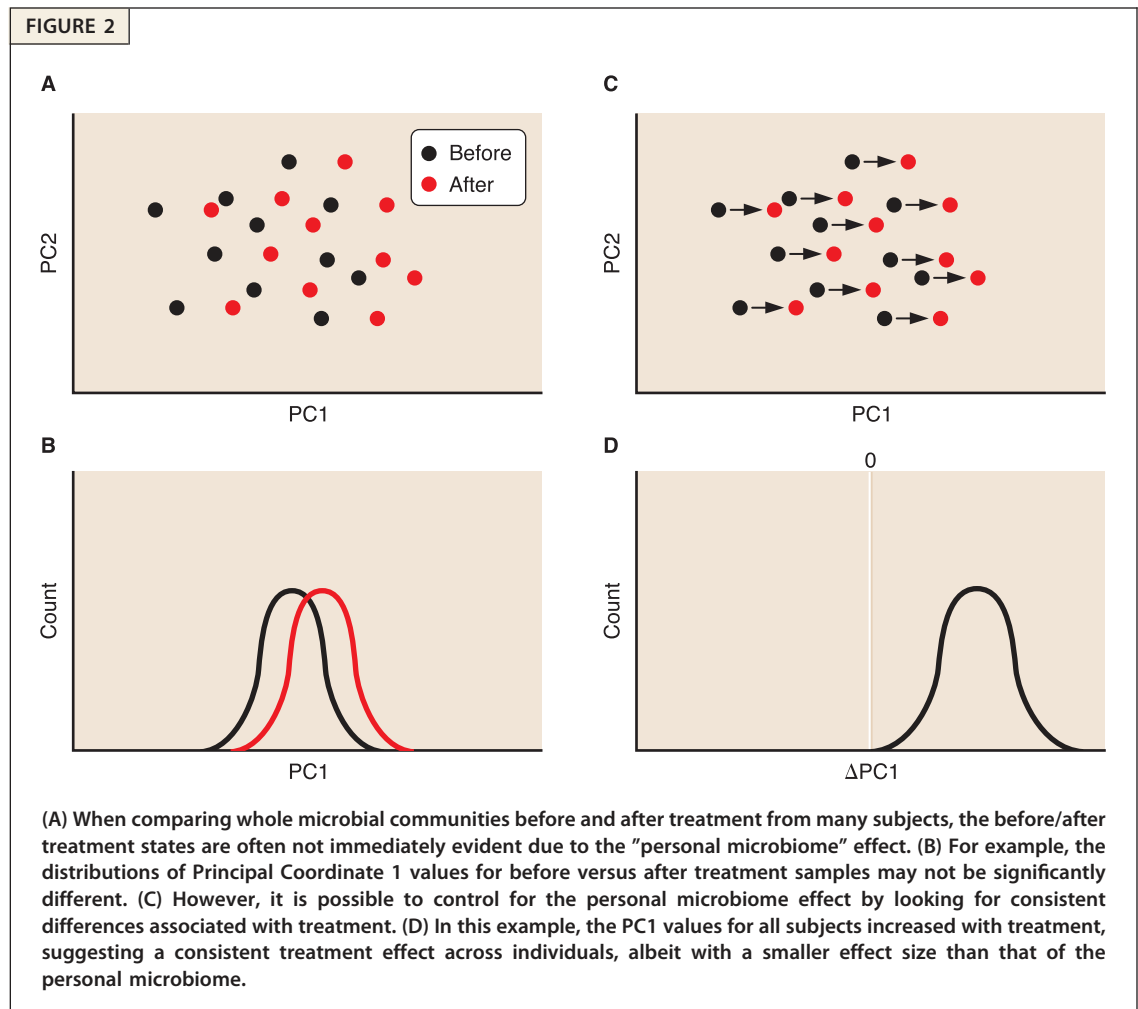 FIGURE 2
A
PC2
Before
After
PC1
C
PC2
PC1
B
Count
PC1
D
0
Count
ΔPC1
(A) When comparing whole microbial communities before and after treatment from many subjects, the before/after
treatment states are often not immediately evident due to the ”personal microbiome” effect. (B) For example, the
distributions of Principal Coordinate 1 values for before versus after treatment samples may not be significantly
different. (C) However, it is possible to control for the personal microbiome effect by looking for consistent
differences associated with treatment. (D) In this example, the PC1 values for all subjects increased with treatment,
suggesting a consistent treatment effect across individuals, albeit with a smaller effect size than that of the
personal microbiome.